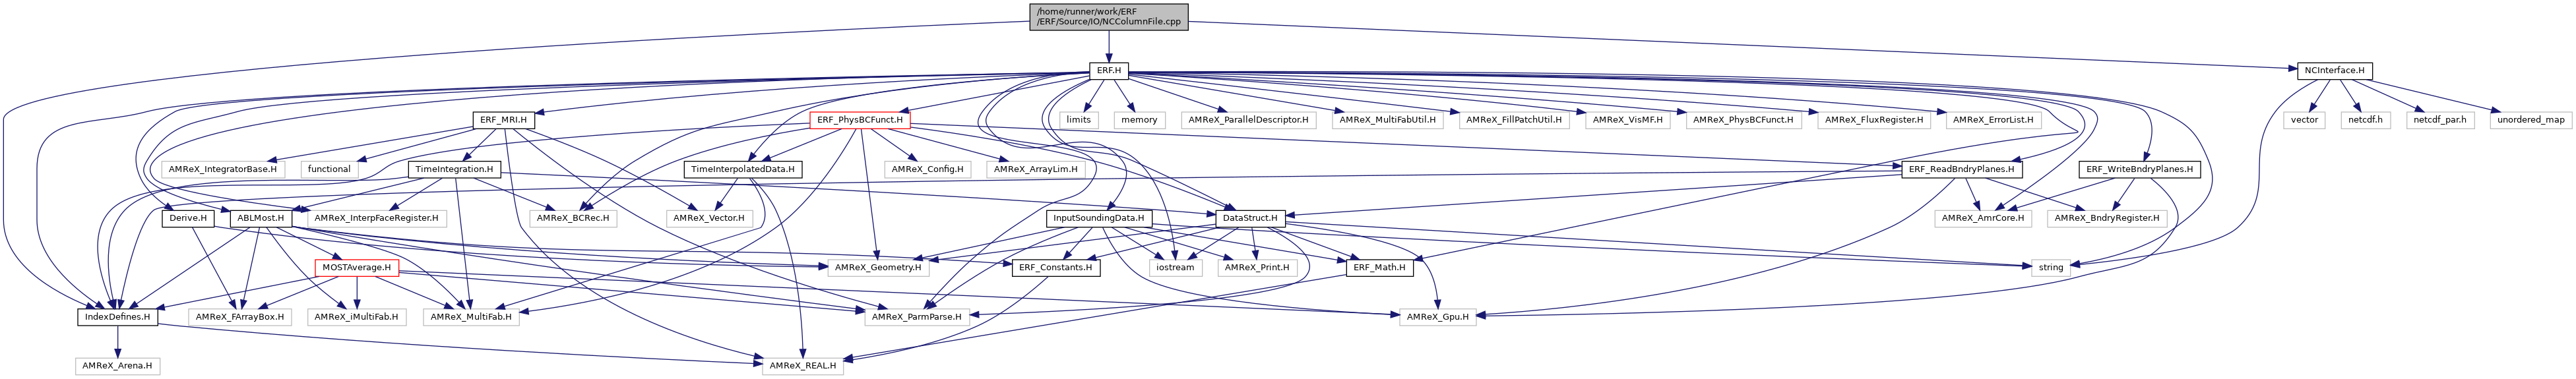 /home/runner/work/ERF
/ERF/Source/IO/NCColumnFile.cpp
ERF.H
NCInterface.H
ERF_MRI.H
ERF_PhysBCFunct.H
limits
memory
AMReX_ParallelDescriptor.H
AMReX_MultiFabUtil.H
AMReX_FillPatchUtil.H
AMReX_VisMF.H
AMReX_PhysBCFunct.H
AMReX_FluxRegister.H
AMReX_ErrorList.H
vector
netcdf.h
netcdf_par.h
unordered_map
AMReX_IntegratorBase.H
functional
TimeIntegration.H
TimeInterpolatedData.H
AMReX_Config.H
AMReX_ArrayLim.H
ERF_ReadBndryPlanes.H
ERF_WriteBndryPlanes.H
Derive.H
ABLMost.H
AMReX_InterpFaceRegister.H
AMReX_BCRec.H
AMReX_Vector.H
InputSoundingData.H
DataStruct.H
AMReX_AmrCore.H
AMReX_BndryRegister.H
MOSTAverage.H
AMReX_Geometry.H
ERF_Constants.H
iostream
AMReX_Print.H
ERF_Math.H
string
IndexDefines.H
AMReX_FArrayBox.H
AMReX_iMultiFab.H
AMReX_MultiFab.H
AMReX_ParmParse.H
AMReX_Gpu.H
AMReX_Arena.H
AMReX_REAL.H